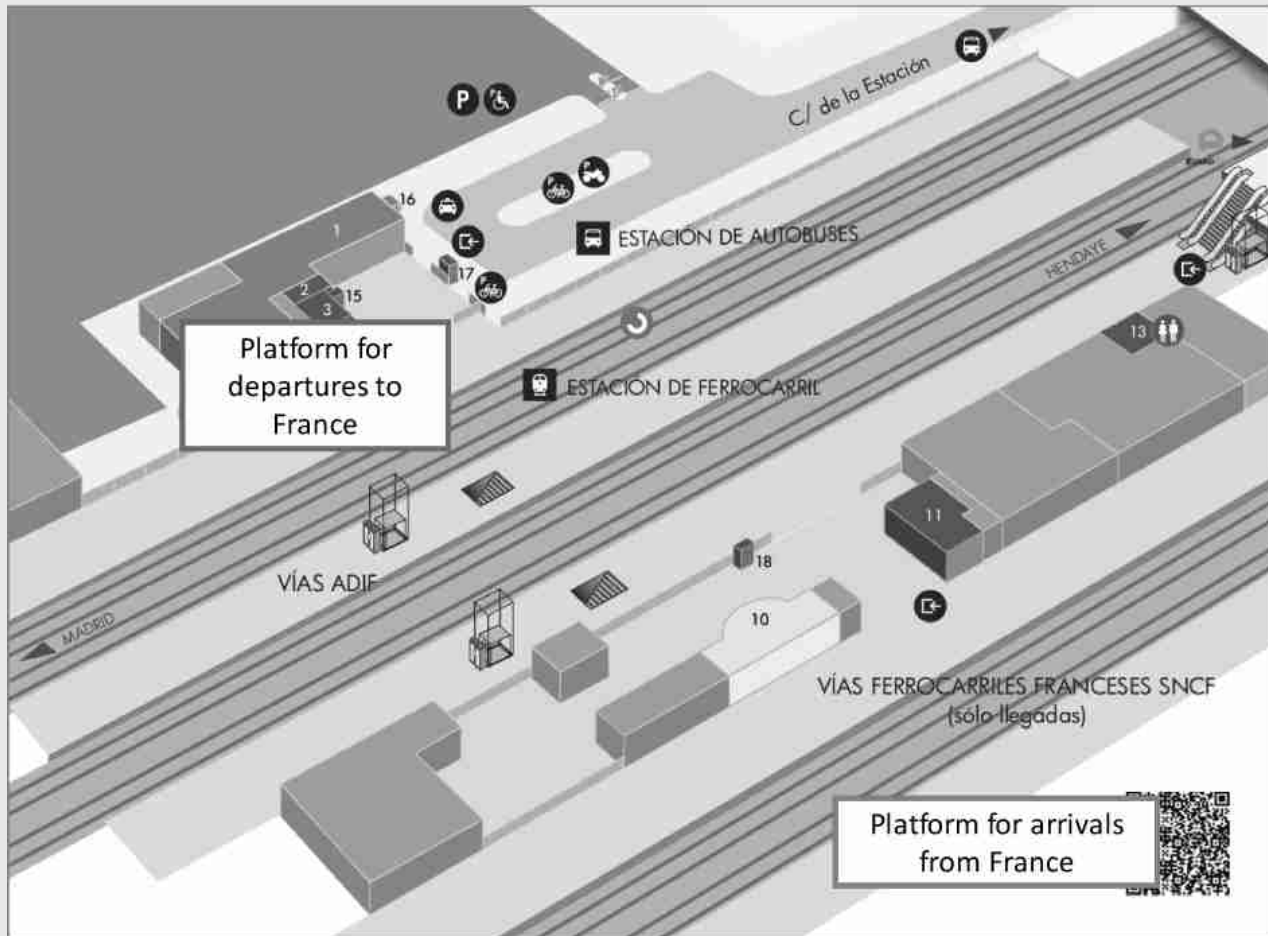 P
C/ de la Estación
16
1
ESTACIÓN DE AUTOBUSES
17
HENDAYE
2
15
3
13
Platform for
departures to
France
ESTACIÓN DE FERROCARRIL
11
18
VÍAS ADIF
10
MADRID
VÍAS FERROCARRILES FRANCESES SNCF
(sólo llegadas)
Platform for arrivals
from France